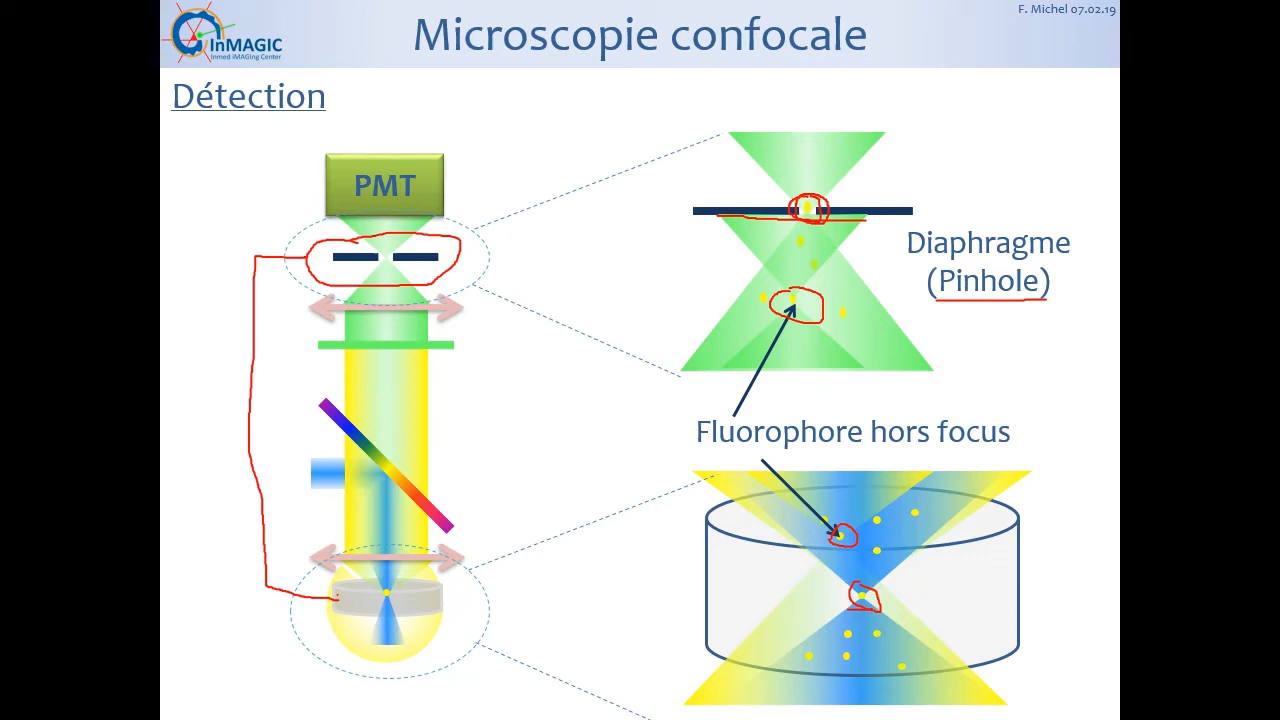 F. Michel 07.02.19
InMAGIC
Inmed iMAGing Center
Microscopie confocale
Détection
PMT
Diaphragme
(Pinhole)
Fluorophore hors focus